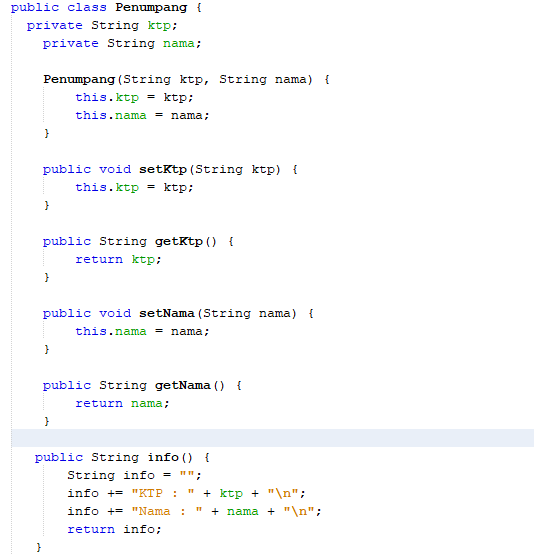 public class Penumpang {
private String ktp;
private String nama;
Penumpang(String ktp, String nama) {
this.ktp = ktp;
this.nama = nama;
}
public void setKtp(String ktp) {
this.ktp = ktp;
}
public String getKtp() {
return ktp;
}
public void setNama(String nama) {
this.nama = nama;
}
public String getNama() {
return nama;
}
public String info() {
String info = "";
info += "KTP : " + ktp + "\n";
info += "Nama : " + nama + "\n";
return info;
}